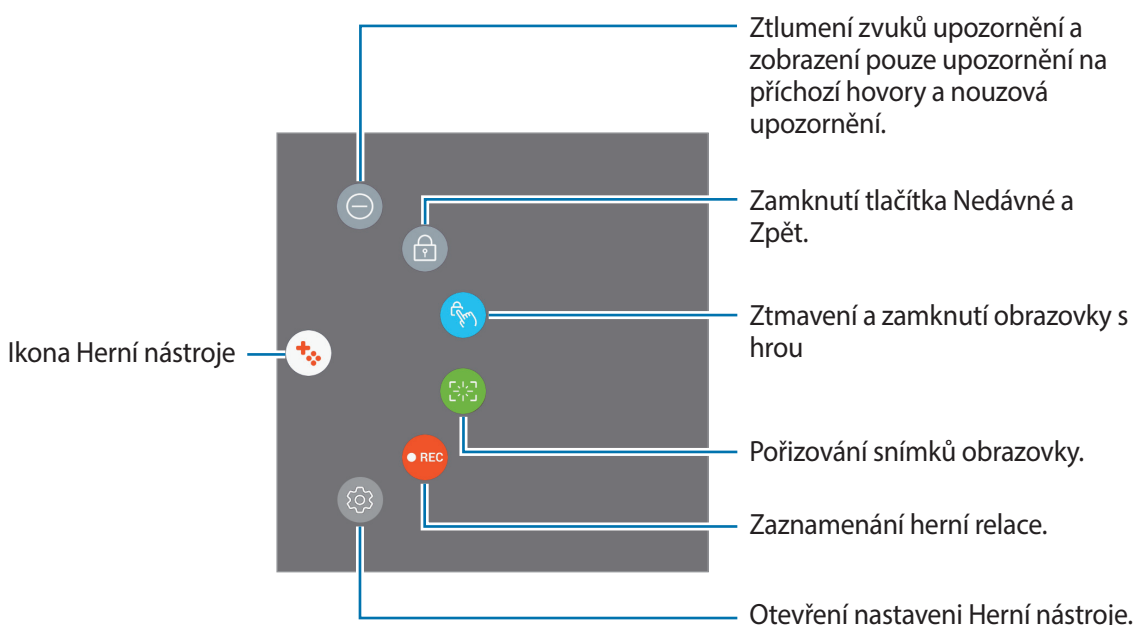 Ztlumení zvuků upozornění a
zobrazení pouze upozornění na
příchozí hovory a nouzová
upozornění.
Zamknutí tlačítka Nedávné a
Zpět.
Ztmavení a zamknutí obrazovky s
hrou
Ikona Herní nástroje
Pořizování snímků obrazovky.
REC
Zaznamenání herní relace.
Otevření nastaveni Herní nástroje.